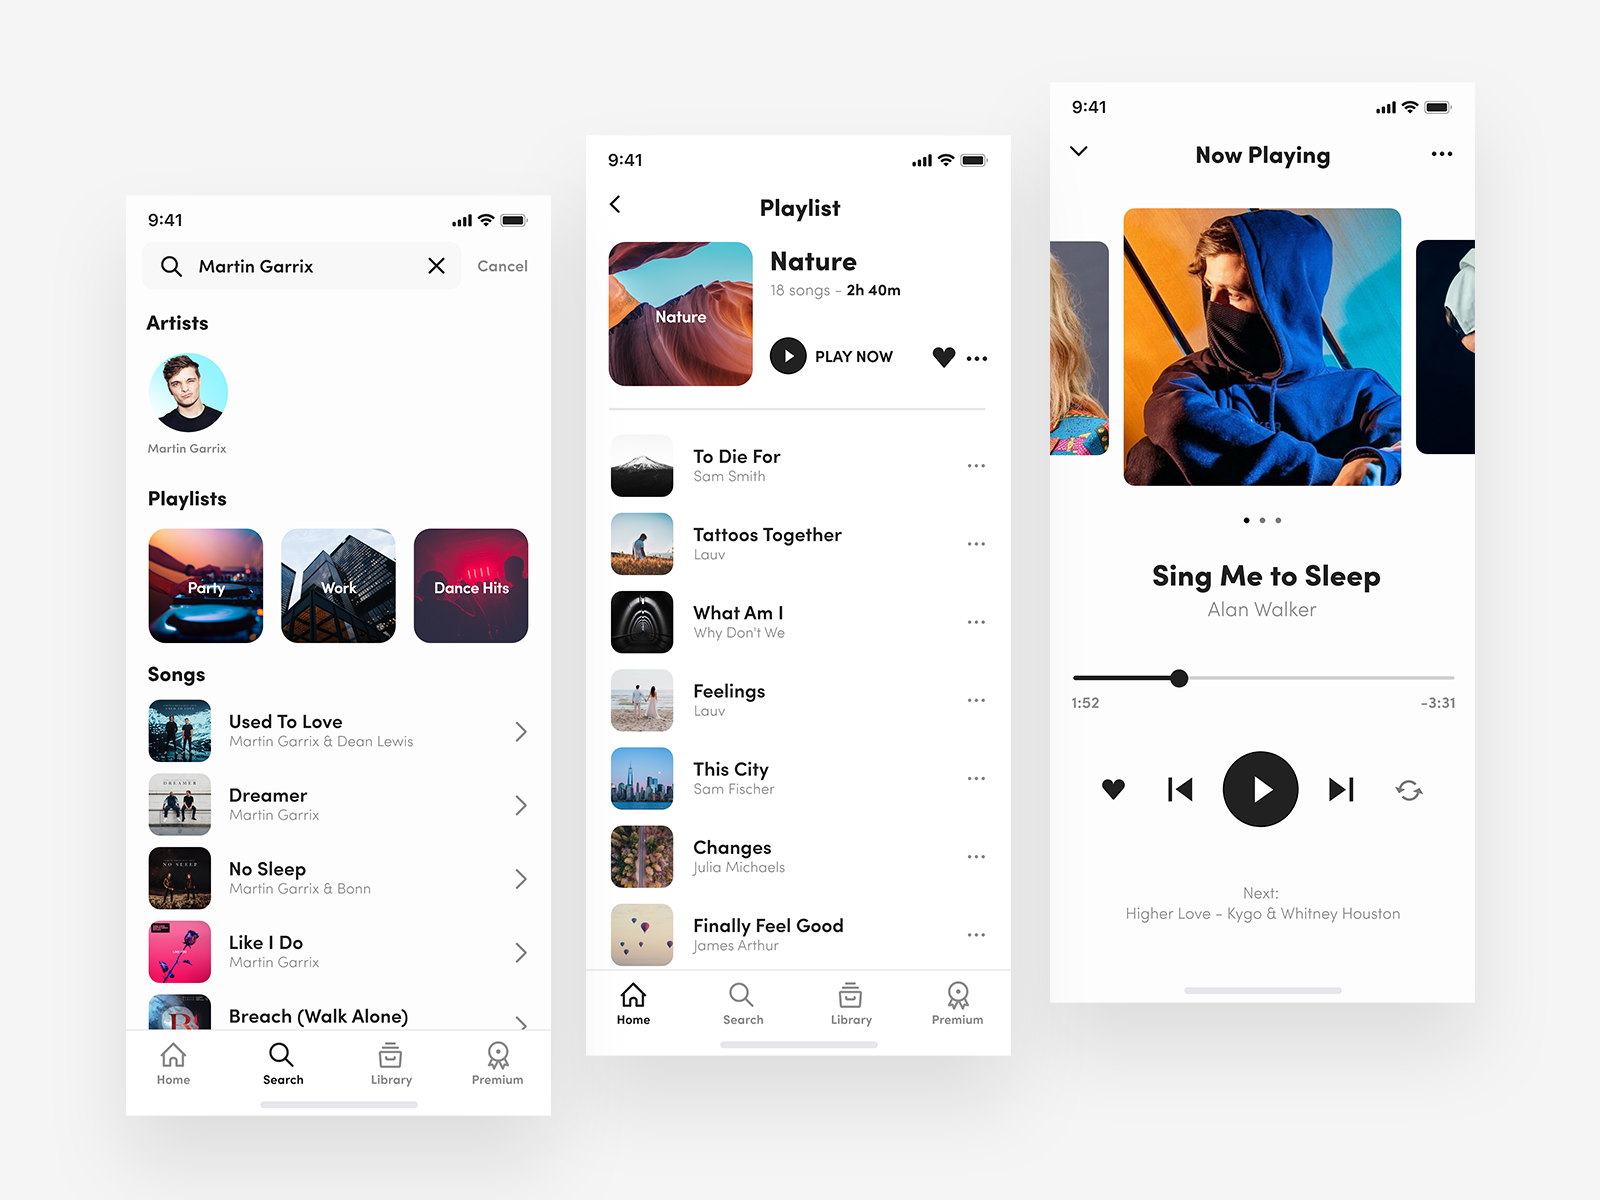 9:41
Martin Garrix
Cancel
Artists
Martin Garrix
Playlists
Party
Work
Dance Hits
Songs
Used To Love
Martin Garrix & Dean Lewis
DREAMER
Dreamer
Martin Garrix
NO SLEEP
No Sleep
Martin Garrix & Bonn
Like I Do
Martin Garrix
Breach (Walk Alone)
Home
Search
Library
Premium
9:41
Playlist
Nature
Nature
18 songs - 2h 40m
PLAY NOW
To Die For
Sam Smith
Tattoos Together
Lauv
What Am I
Why Don't We
Feelings
Lauv
This City
Sam Fischer
Changes
Julia Michaels
Finally Feel Good
James Arthur
Home
Search
Library
Premium
9:41
Now Playing
Sing Me to Sleep
Alan Walker
1:52
-3:31
Next:
Higher Love - Kygo & Whitney Houston